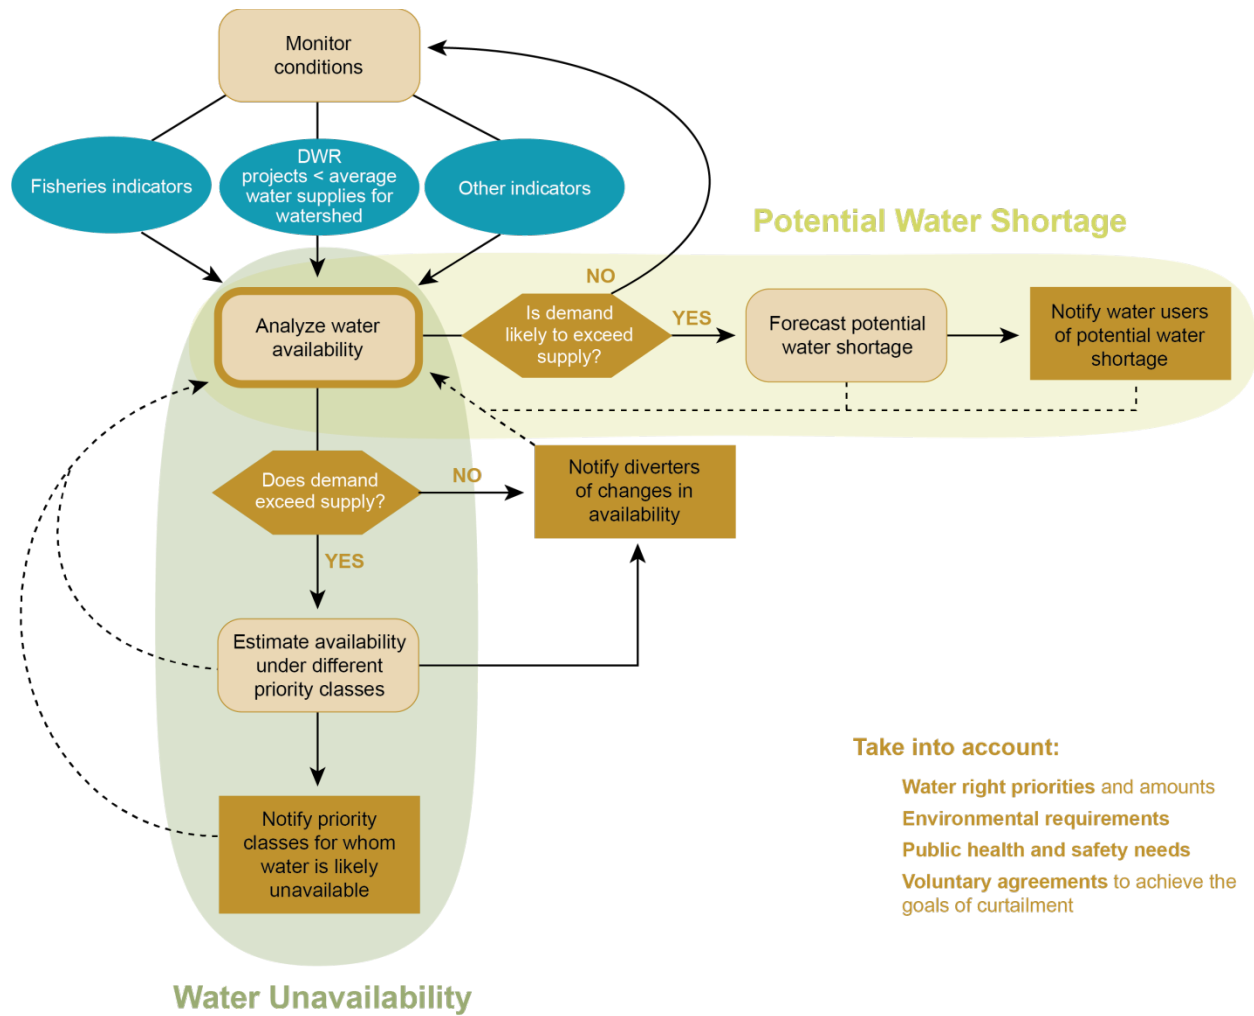 Monitor
conditions
Fisheries indicators
DWR
projects < average
water supplies for
watershed
Other indicators
Potential Water Shortage
NO
Analyze water
availability
Is demand
likely to exceed
supply?
YES
Forecast potential
water shortage
Notify water users
of potential water
shortage
Does demand
exceed supply?
NO
Notify diverters
of changes in
availability
YES
Estimate availability
under different
priority classes
Notify priority
classes for whom
water is likely
unavailable
Take into account:
Water right priorities and amounts
Environmental requirements
Public health and safety needs
Voluntary agreements to achieve the
goals of curtailment
Water Unavailability